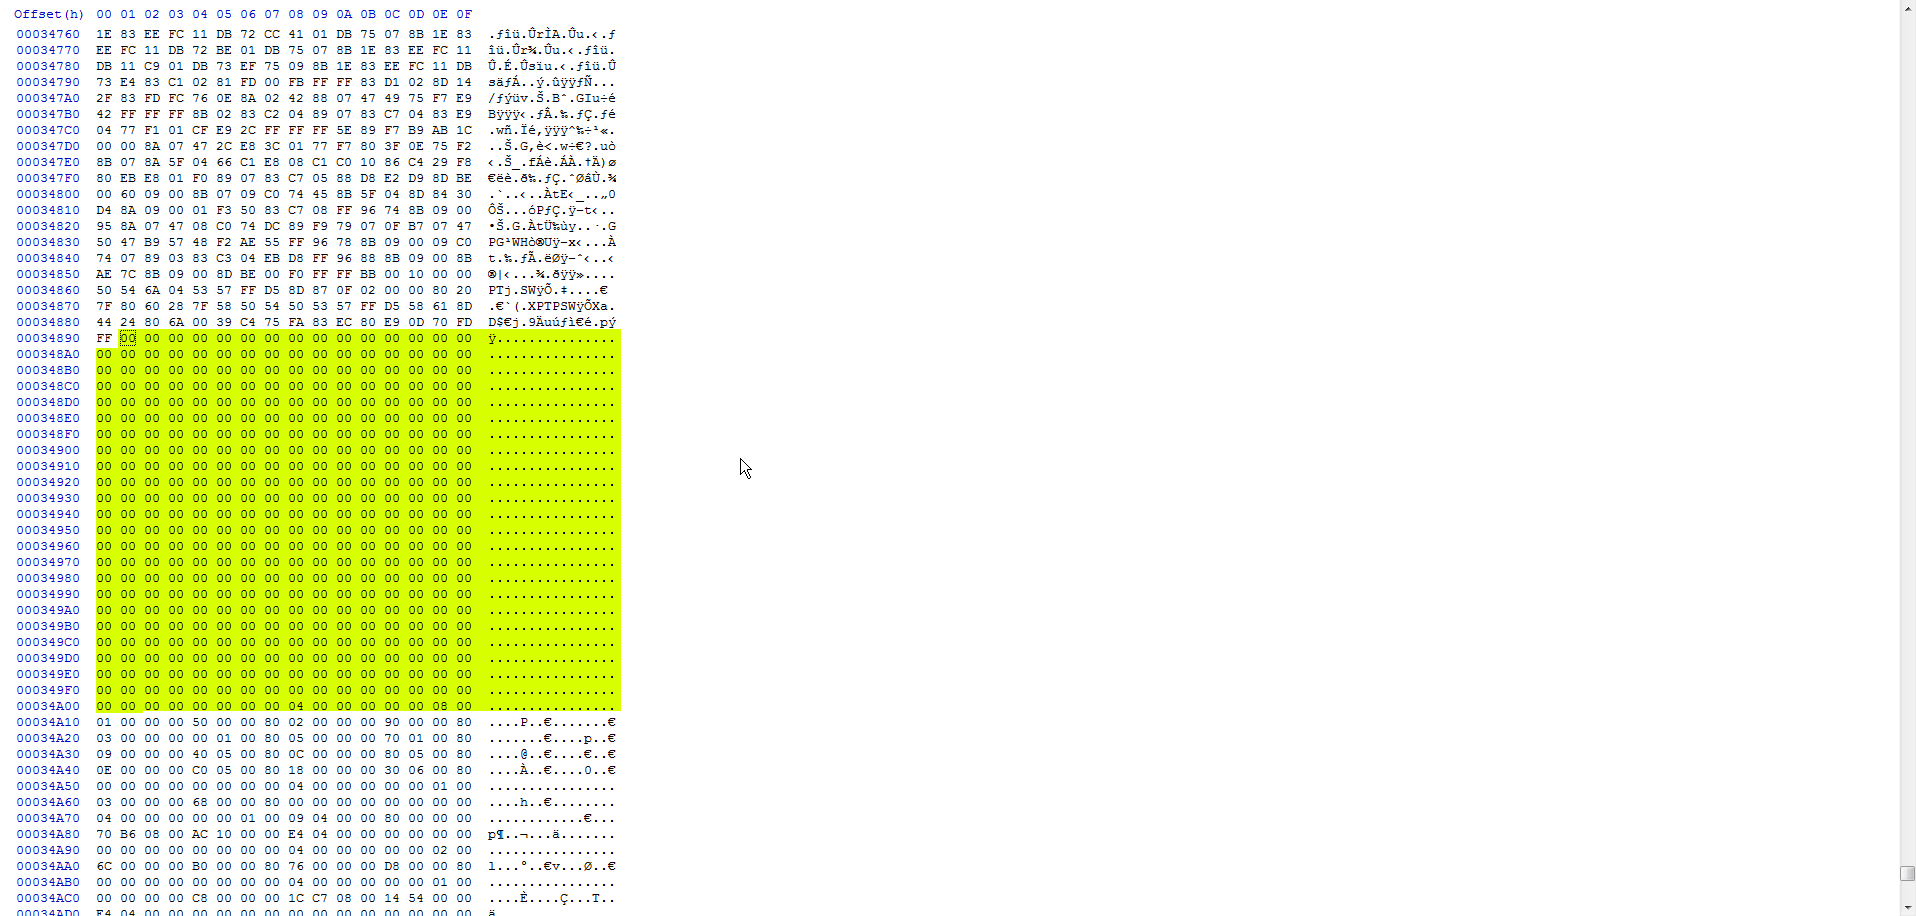 Offset(h) 00 01 02 03 04 05 06 07 08 09 0A 0B 0C 0D 0E 0F
00034760 1E 83 EE FC 11 DB 72 CC 41 01 DB 75 07 8B 1E 83 .ƒîü.ÛrÌA.Ûu.‹.ƒ
00034770 EE FC 11 DB 72 BE 01 DB 75 07 8B 1E 83 EE FC 11 îü.Ûr¾.Ûu.‹.ƒîü.
00034780 DB 11 C9 01 DB 73 EF 75 09 8B 1E 83 EE FC 11 DB Û.É.Ûsïu.‹.ƒîü.Û
00034790 73 E4 83 C1 02 81 FD 00 FB FF FF 83 D1 02 8D 14 säƒÁ..ý.ûÿÿƒÑ...
000347A0 2F 83 FD FC 76 0E 8A 02 42 88 07 47 49 75 F7 E9 /ƒýüv.Š.Bˆ.GIu÷é
000347B0 42 FF FF FF 8B 02 83 C2 04 89 07 83 C7 04 83 E9 Bÿÿÿ‹.ƒÂ.‰.ƒÇ.ƒé
000347C0 04 77 F1 01 CF E9 2C FF FF FF 5E 89 F7 B9 AB 1C .wñ.Ïé,ÿÿÿ^‰÷¹«.
000347D0 00 00 8A 07 47 2C E8 3C 01 77 F7 80 3F 0E 75 F2 ..Š.G,è<.w÷€?.uò
000347E0 8B 07 8A 5F 04 66 C1 E8 08 C1 C0 10 86 C4 29 F8 ‹.Š_.fÁè.ÁÀ.†Ä)ø
000347F0 80 EB E8 01 F0 89 07 83 C7 05 88 D8 E2 D9 8D BE €ëè.ð‰.ƒÇ.ˆØâÙ.¾
00034800 00 60 09 00 8B 07 09 C0 74 45 8B 5F 04 8D 84 30 .`..‹..ÀtE‹_..„0
00034810 D4 8A 09 00 01 F3 50 83 C7 08 FF 96 74 8B 09 00 ÔŠ...óPƒÇ.ÿ–t‹..
00034820 95 8A 07 47 08 C0 74 DC 89 F9 79 07 0F B7 07 47 •Š.G.ÀtÜ‰ùy..·.G
00034830 50 47 B9 57 48 F2 AE 55 FF 96 78 8B 09 00 09 C0 PG¹WHò®Uÿ–x‹...À
00034840 74 07 89 03 83 C3 04 EB D8 FF 96 88 8B 09 00 8B t.‰.ƒÃ.ëØÿ–ˆ‹..‹
00034850 AE 7C 8B 09 00 8D BE 00 F0 FF FF BB 00 10 00 00 ®|‹...¾.ðÿÿ»....
00034860 50 54 6A 04 53 57 FF D5 8D 87 0F 02 00 00 80 20 PTj.SWÿÕ.‡....€
00034870 7F 80 60 28 7F 58 50 54 50 53 57 FF D5 58 61 8D .€`(.XPTPSWÿÕXa.
00034880 44 24 80 6A 00 39 C4 75 FA 83 EC 80 E9 0D 70 FD D$€j.9Äuúƒì€é.pý
00034890 FF 00 00 00 00 00 00 00 00 00 00 00 00 00 00 00 ÿ...............
000348A0 00 00 00 00 00 00 00 00 00 00 00 00 00 00 00 00 ................
000348B0 00 00 00 00 00 00 00 00 00 00 00 00 00 00 00 00 ................
000348C0 00 00 00 00 00 00 00 00 00 00 00 00 00 00 00 00 ................
000348D0 00 00 00 00 00 00 00 00 00 00 00 00 00 00 00 00 ................
000348E0 00 00 00 00 00 00 00 00 00 00 00 00 00 00 00 00 ................
000348F0 00 00 00 00 00 00 00 00 00 00 00 00 00 00 00 00 ................
00034900 00 00 00 00 00 00 00 00 00 00 00 00 00 00 00 00 ................
00034910 00 00 00 00 00 00 00 00 00 00 00 00 00 00 00 00 ................
00034920 00 00 00 00 00 00 00 00 00 00 00 00 00 00 00 00 ................
00034930 00 00 00 00 00 00 00 00 00 00 00 00 00 00 00 00 ................
00034940 00 00 00 00 00 00 00 00 00 00 00 00 00 00 00 00 ................
00034950 00 00 00 00 00 00 00 00 00 00 00 00 00 00 00 00 ................
00034960 00 00 00 00 00 00 00 00 00 00 00 00 00 00 00 00 ................
00034970 00 00 00 00 00 00 00 00 00 00 00 00 00 00 00 00 ................
00034980 00 00 00 00 00 00 00 00 00 00 00 00 00 00 00 00 ................
00034990 00 00 00 00 00 00 00 00 00 00 00 00 00 00 00 00 ................
000349A0 00 00 00 00 00 00 00 00 00 00 00 00 00 00 00 00 ................
000349B0 00 00 00 00 00 00 00 00 00 00 00 00 00 00 00 00 ................
000349C0 00 00 00 00 00 00 00 00 00 00 00 00 00 00 00 00 ................
000349D0 00 00 00 00 00 00 00 00 00 00 00 00 00 00 00 00 ................
000349E0 00 00 00 00 00 00 00 00 00 00 00 00 00 00 00 00 ................
000349F0 00 00 00 00 00 00 00 00 00 00 00 00 00 00 00 00 ................
00034A00 00 00 00 00 00 00 00 00 04 00 00 00 00 00 08 00 ................
00034A10 01 00 00 00 50 00 00 80 02 00 00 00 90 00 00 80 ....P..€.......€
00034A20 03 00 00 00 00 01 00 80 05 00 00 00 70 01 00 80 .......€....p..€
00034A30 09 00 00 00 40 05 00 80 0C 00 00 00 80 05 00 80 ....@..€....€..€
00034A40 0E 00 00 00 C0 05 00 80 18 00 00 00 30 06 00 80 ....À..€....0..€
00034A50 00 00 00 00 00 00 00 00 04 00 00 00 00 00 01 00 ................
00034A60 03 00 00 00 68 00 00 80 00 00 00 00 00 00 00 00 ....h..€........
00034A70 04 00 00 00 00 00 01 00 09 04 00 00 80 00 00 00 ............€...
00034A80 70 B6 08 00 AC 10 00 00 E4 04 00 00 00 00 00 00 p¶..¬...ä.......
00034A90 00 00 00 00 00 00 00 00 04 00 00 00 00 00 02 00 ................
00034AA0 6C 00 00 00 B0 00 00 80 76 00 00 00 D8 00 00 80 l...°..€v...Ø..€
00034AB0 00 00 00 00 00 00 00 00 04 00 00 00 00 00 01 00 ................
00034AC0 00 00 00 00 C8 00 00 00 1C C7 08 00 14 54 00 00 ....È....Ç...T..
00034AD0 E4 04 00 00 00 00 00 00 00 00 00 00 00 00 00 00 ä